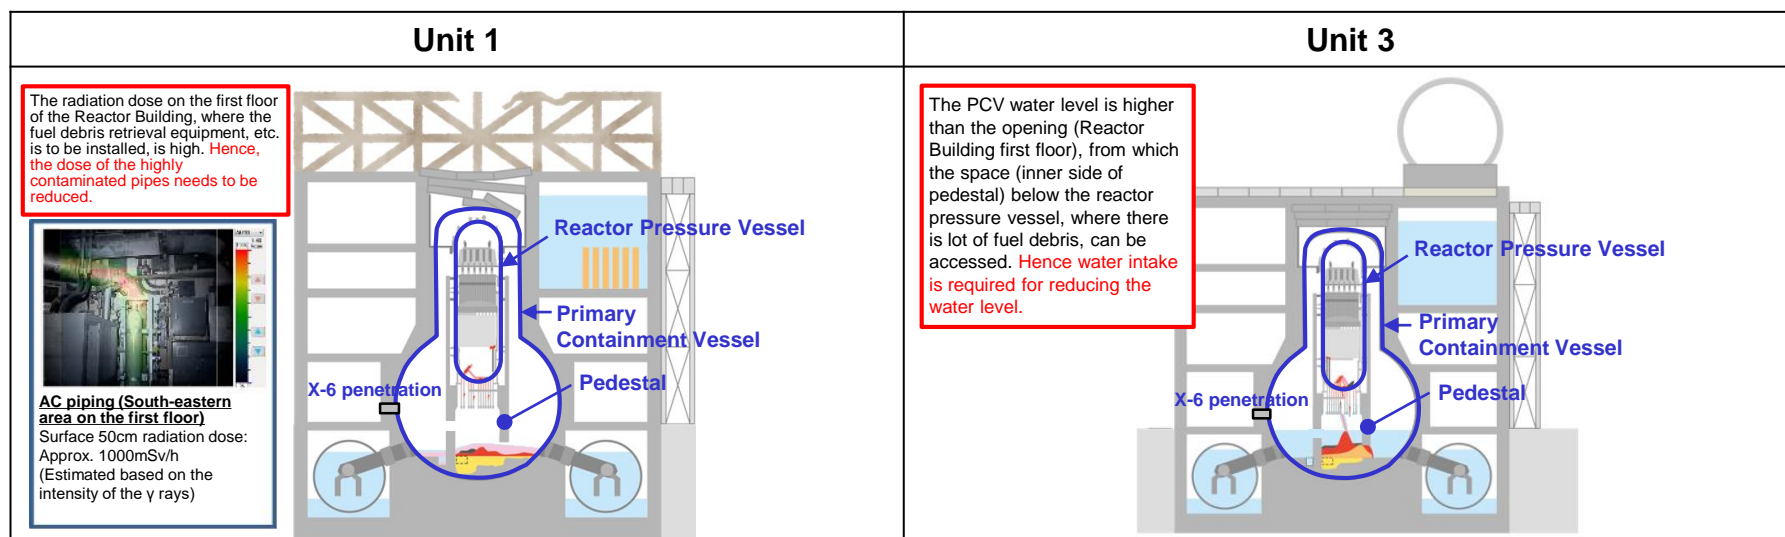 Unit 1
Unit 3
The radiation dose on the first floor
of the Reactor Building, where the
fuel debris retrieval equipment, etc.
is to be installed, is high. Hence,
the dose of the highly
contaminated pipes needs to be
reduced.
AC piping (South-eastern
area on the first floor)
Surface 50cm radiation dose:
Approx. 1000mSv/h
(Estimated based on the
intensity of the γ rays)
Reactor Pressure Vessel
Primary
Containment Vessel
X-6 penetration
Pedestal
The PCV water level is higher
than the opening (Reactor
Building first floor), from which
the space (inner side of
pedestal) below the reactor
pressure vessel, where there
is lot of fuel debris, can be
accessed. Hence water intake
is required for reducing the
water level.
Reactor Pressure Vessel
Primary
Containment Vessel
X-6 penetration
Pedestal